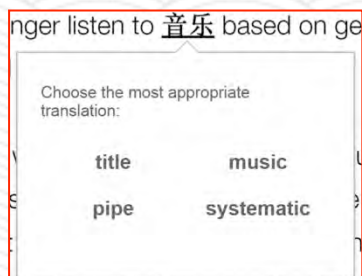 nger listen to 音乐 based on ge
Choose the most appropriate
translation:
title music
pipe systematic